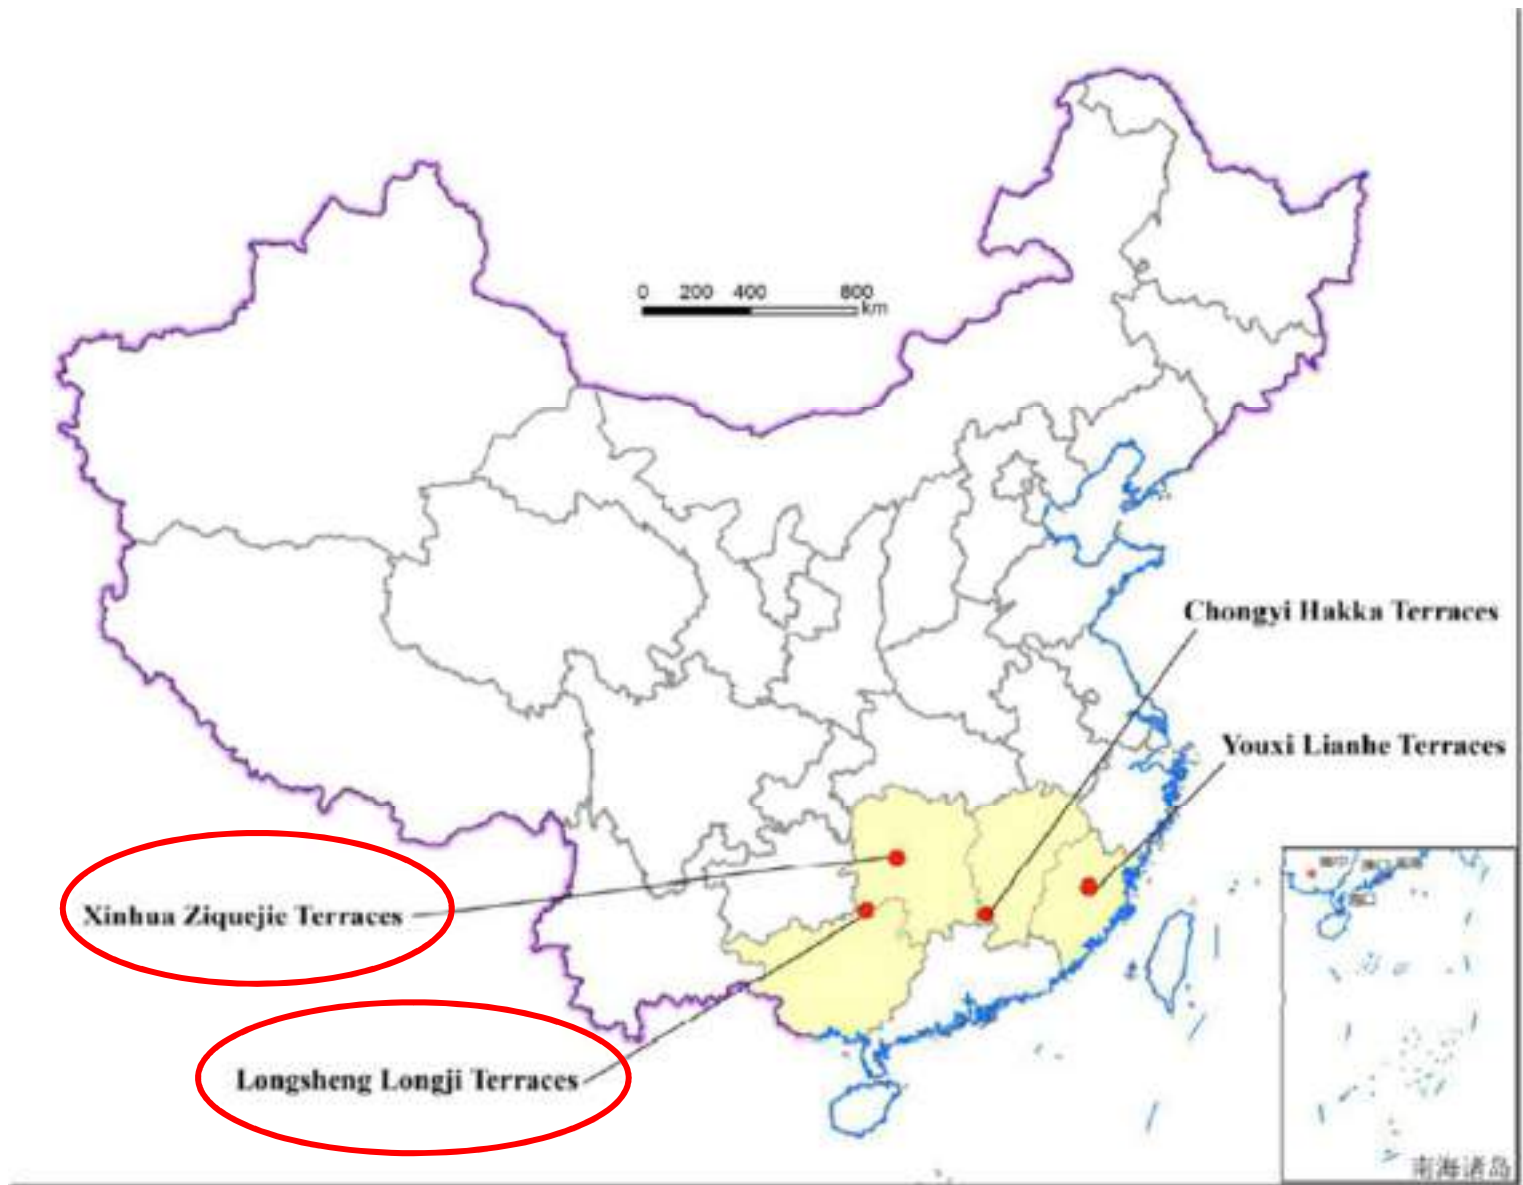 0 200 400 800
km
Chongyi Hakka Terraces
Youxi Lianhe Terraces
Xinhua Ziquejie Terraces
Longsheng Longji Terraces
南海诸岛